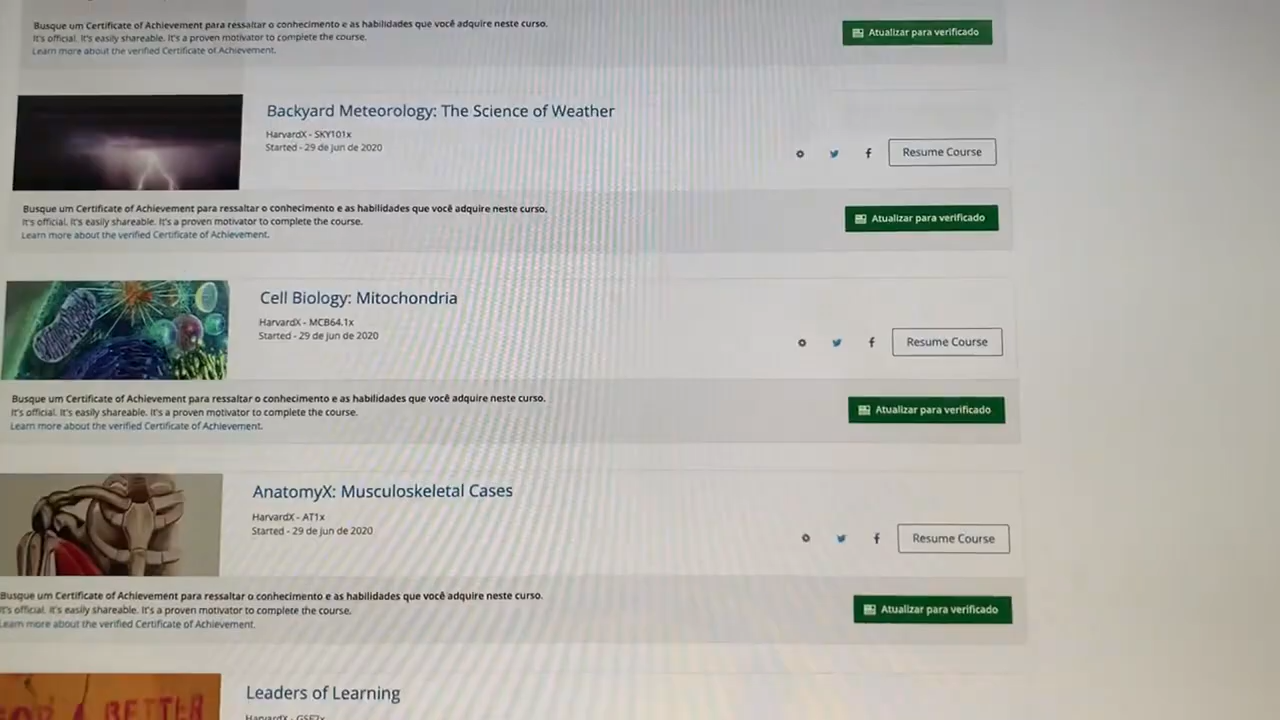 Busque um Certificate of Achievement para ressaltar o conhecimento e as habilidades que você adquire neste curso.
It's official. It's easily shareable. It's a proven motivator to complete the course.
Learn more about the verified Certificate of Achievement.
Atualizar para verificado
Backyard Meteorology: The Science of Weather
HarvardX - SKY101x
Started - 29 de jun de 2020
Resume Course
Busque um Certificate of Achievement para ressaltar o conhecimento e as habilidades que você adquire neste curso.
It's official. It's easily shareable. It's a proven motivator to complete the course.
Learn more about the verified Certificate of Achievement.
Atualizar para verificado
Cell Biology: Mitochondria
HarvardX - MCB64.1x
Started - 29 de jun de 2020
Resume Course
Busque um Certificate of Achievement para ressaltar o conhecimento e as habilidades que você adquire neste curso.
It's official. It's easily shareable. It's a proven motivator to complete the course.
Learn more about the verified Certificate of Achievement.
Atualizar para verificado
AnatomyX: Musculoskeletal Cases
HarvardX - AT1x
Started - 29 de jun de 2020
Resume Course
Busque um Certificate of Achievement para ressaltar o conhecimento e as habilidades que você adquire neste curso.
It's official. It's easily shareable. It's a proven motivator to complete the course.
Learn more about the verified Certificate of Achievement.
Atualizar para verificado
Leaders of Learning
A BETTER
HarvardX -